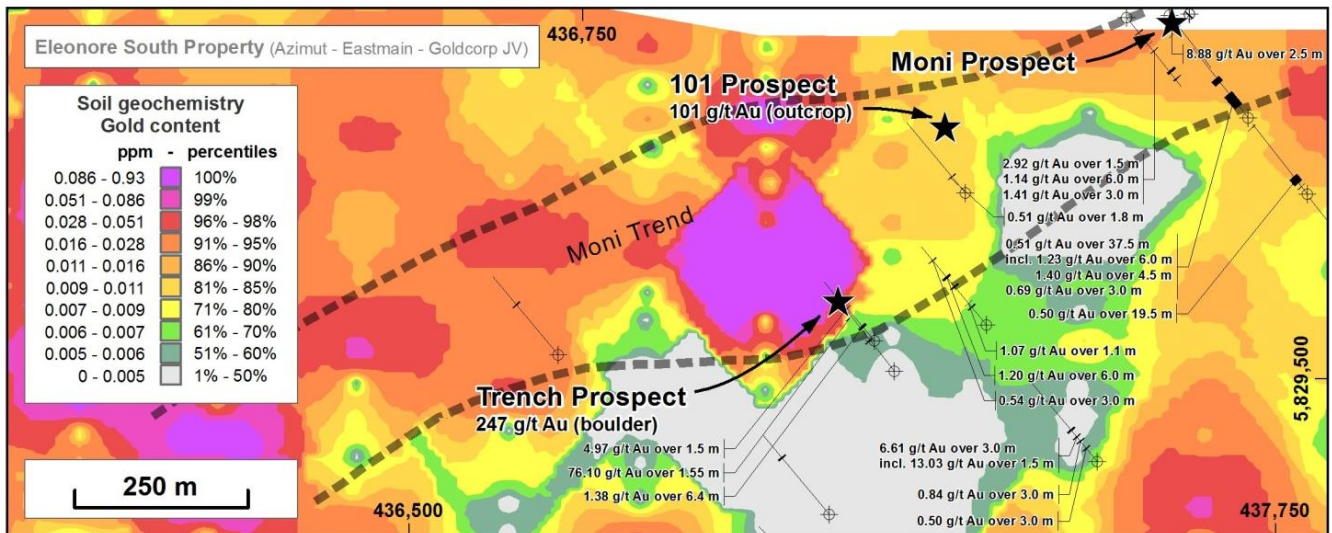 Eleonore South Property (Azimut - Eastmain - Goldcorp JV)
436,750
Soil geochemistry
Gold content
ppm - percentiles
0.086 - 0.93 100%
0.051 - 0.086 99%
0.028 - 0.051 96% - 98%
0.016 - 0.028 91% - 95%
0.011 - 0.016 86% - 90%
0.009 - 0.011 81% - 85%
0.007 - 0.009 71% - 80%
0.006 - 0.007 61% - 70%
0.005 - 0.006 51% - 60%
0 - 0.005 1% - 50%
250 m
Moni Prospect
8.88 g/t Au over 2.5 m
101 Prospect
101 g/t Au (outcrop)
Moni Trend
2.92 g/t Au over 1.5 m
1.14 g/t Au over 6.0 m
1.41 g/t Au over 3.0 m
0.51 g/t Au over 1.8 m
0.51 g/t Au over 37.5 m
incl. 1.23 g/t Au over 6.0 m
1.40 g/t Au over 4.5 m
0.69 g/t Au over 3.0 m
0.50 g/t Au over 19.5 m
1.07 g/t Au over 1.1 m
1.20 g/t Au over 6.0 m
0.54 g/t Au over 3.0 m
5,829,500
Trench Prospect
247 g/t Au (boulder)
4.97 g/t Au over 1.5 m
76.10 g/t Au over 1.55 m
1.38 g/t Au over 6.4 m
6.61 g/t Au over 3.0 m
incl. 13.03 g/t Au over 1.5 m
0.84 g/t Au over 3.0 m
0.50 g/t Au over 3.0 m
436,500
437,750